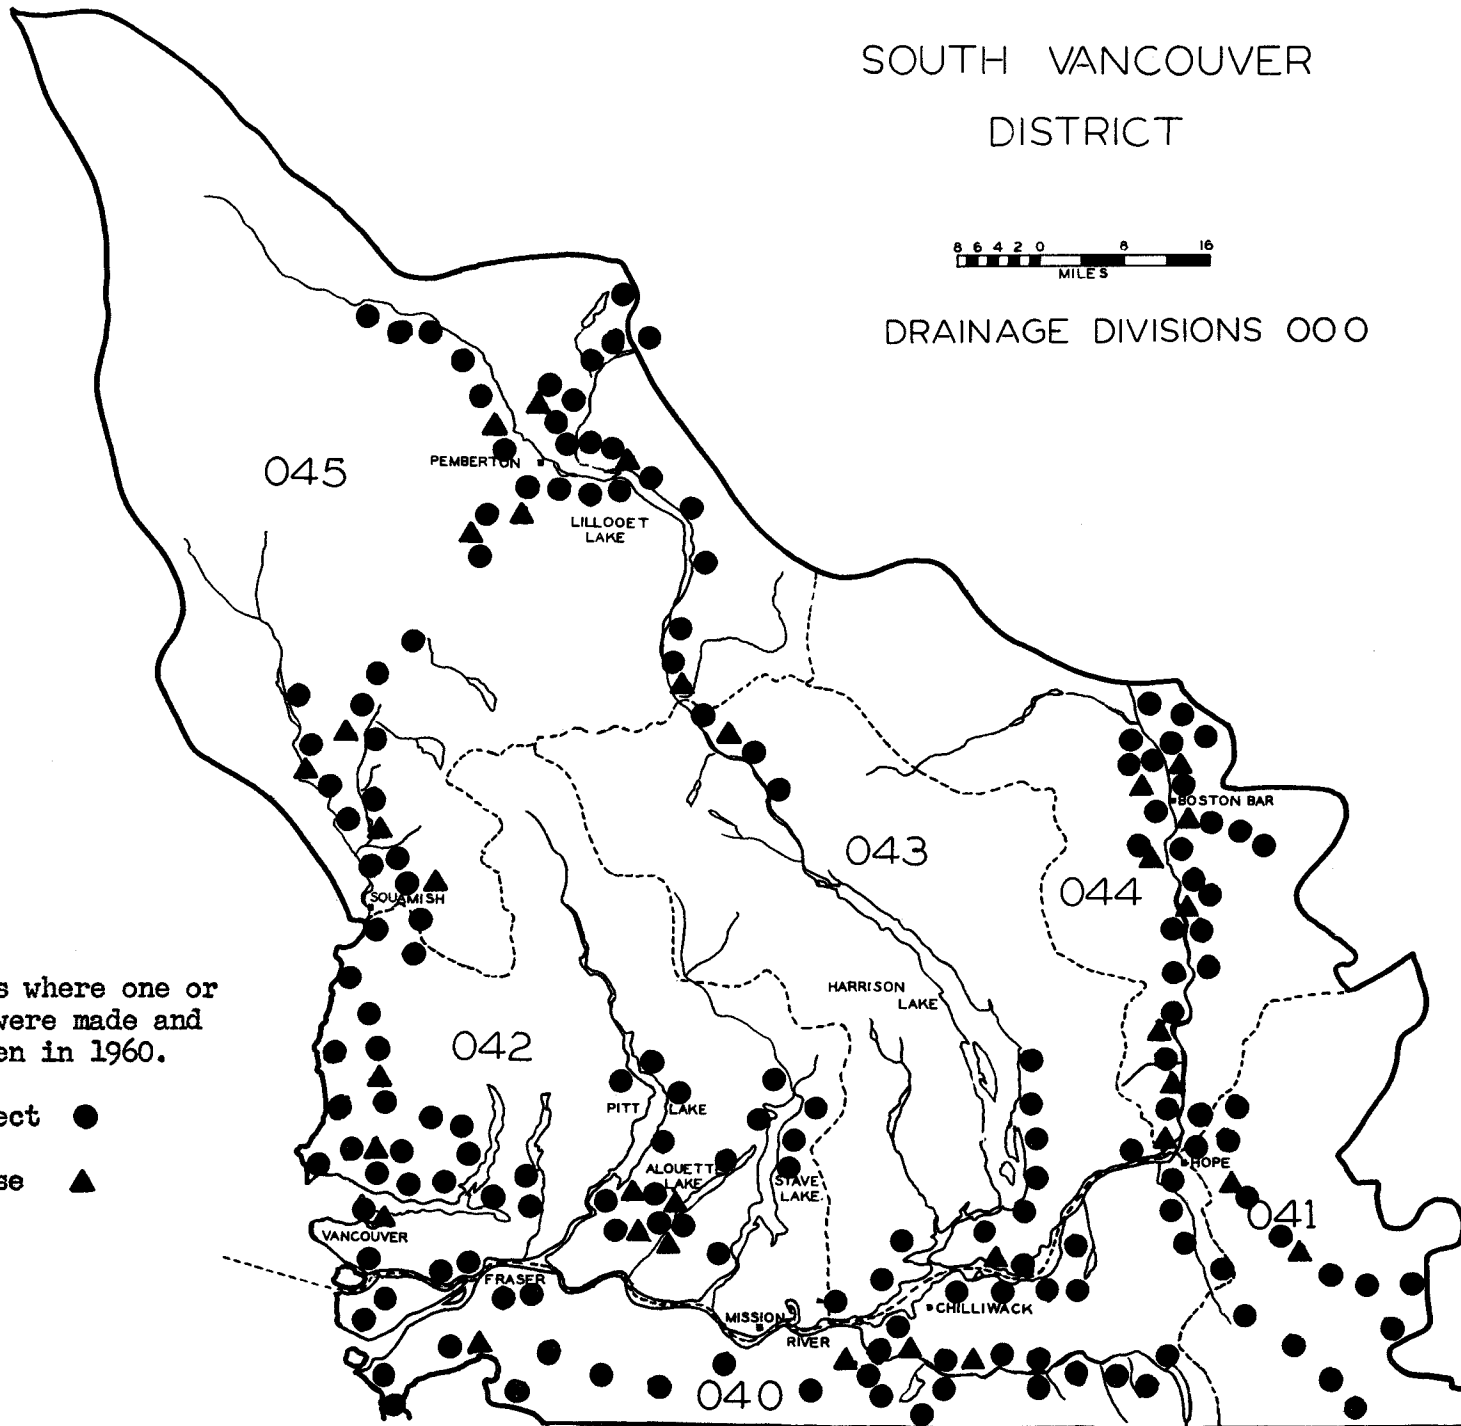 SOUTH VANCOUVER
DISTRICT
8 6 4 2 0 8 16
MILES
DRAINAGE DIVISIONS 000
045
PEMBERTON
LILLOOET
LAKE
043
BOSTON BAR
044
SQUAMISH
s where one or
were made and
en in 1960.
ect
se
HARRISON
LAKE
042
PITT LAKE
ALOUETTE
LAKE
STAVE
LAKE
HOPE
041
VANCOUVER
FRASER
CHILLIWACK
MISSION
RIVER
040